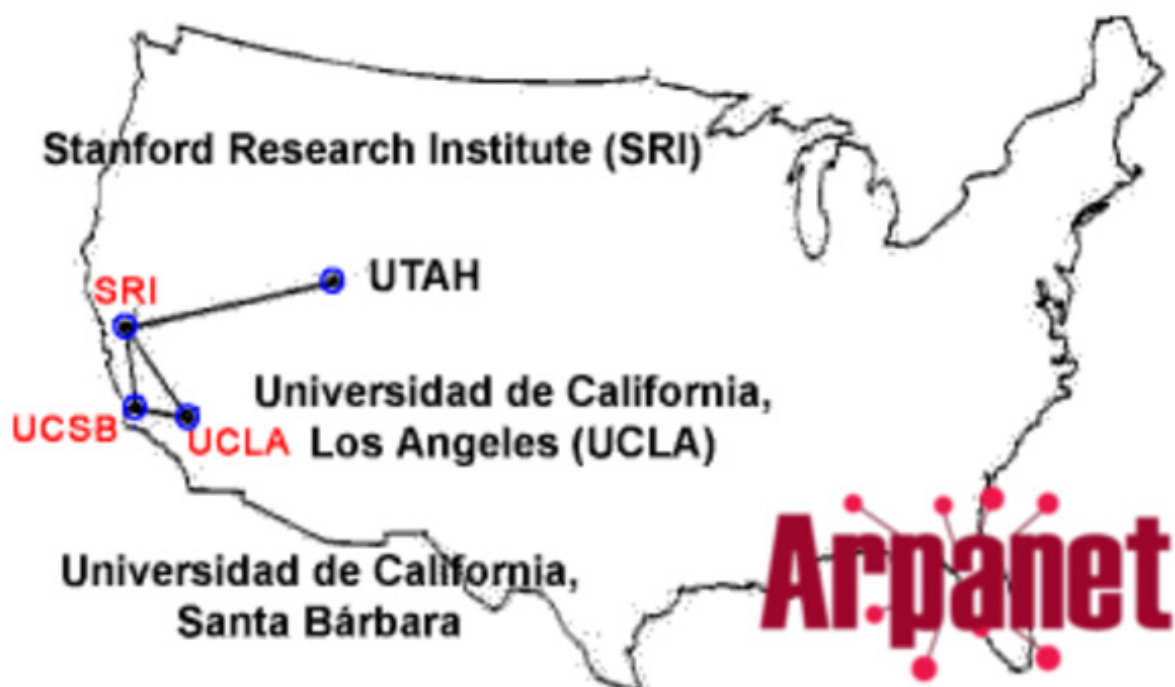 Stanford Research Institute (SRI)
SRI
UTAH
Universidad de California,
Los Angeles (UCLA)
UCSB
UCLA
Universidad de California,
Santa Bárbara
Arpanet